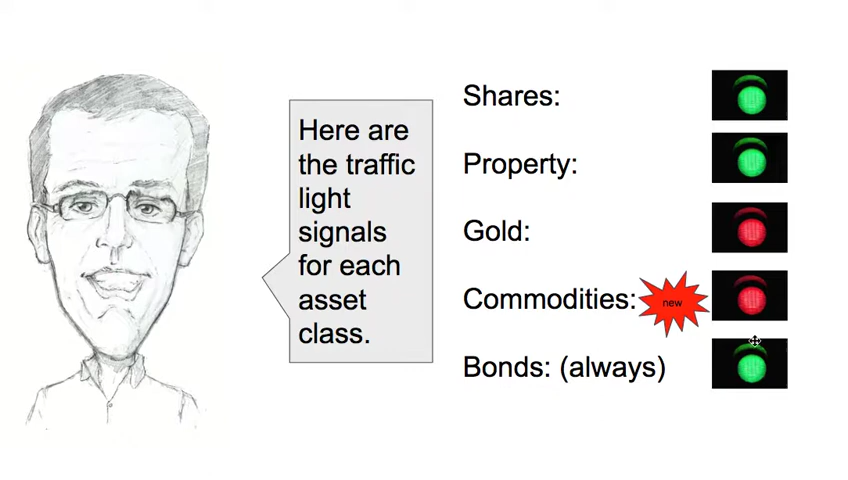 Here are
the traffic
light
signals
for each
asset
class.
Shares:
Property:
Gold:
Commodities:
new
Bonds: (always)